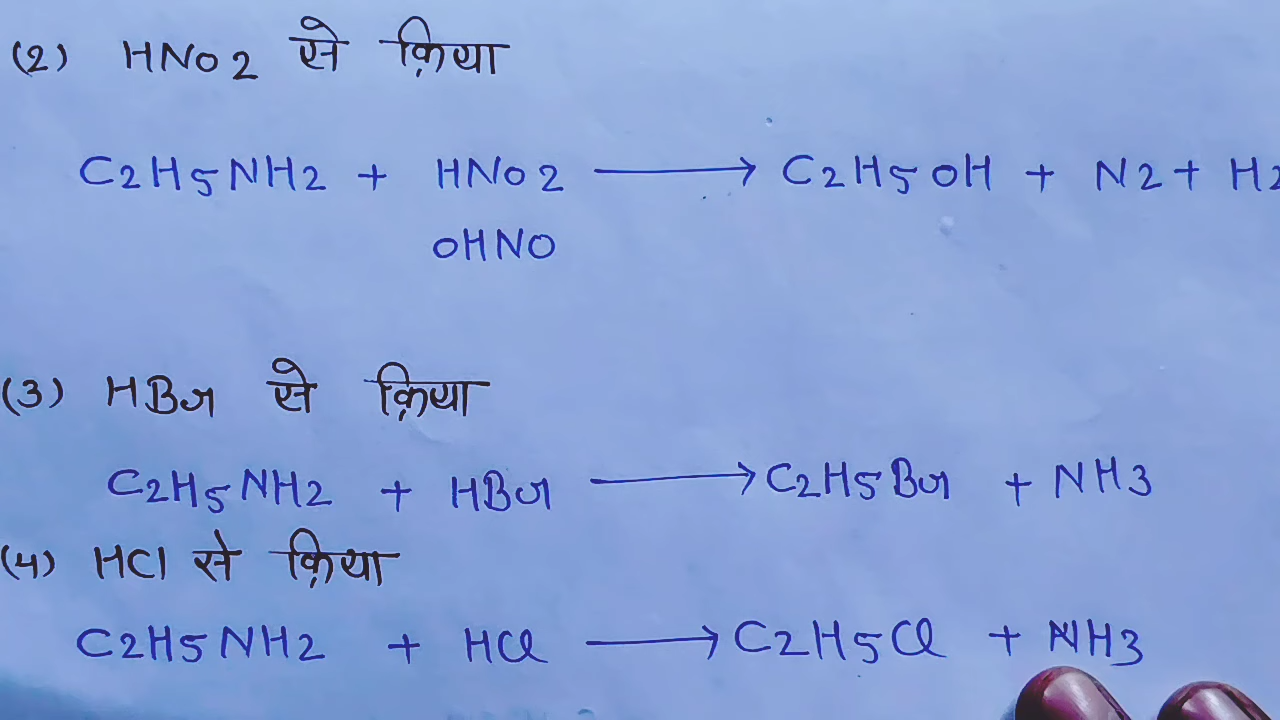 (2) HNO2 से क्रिया
C2H5NH2 + HNO2 ⟶ C2H5OH + N2 + H2
OHNO
(3) HBr से क्रिया
C2H5NH2 + HBr ⟶ C2H5Br + NH3
(4) HCl से क्रिया
C2H5NH2 + HCl ⟶ C2H5Cl + NH3